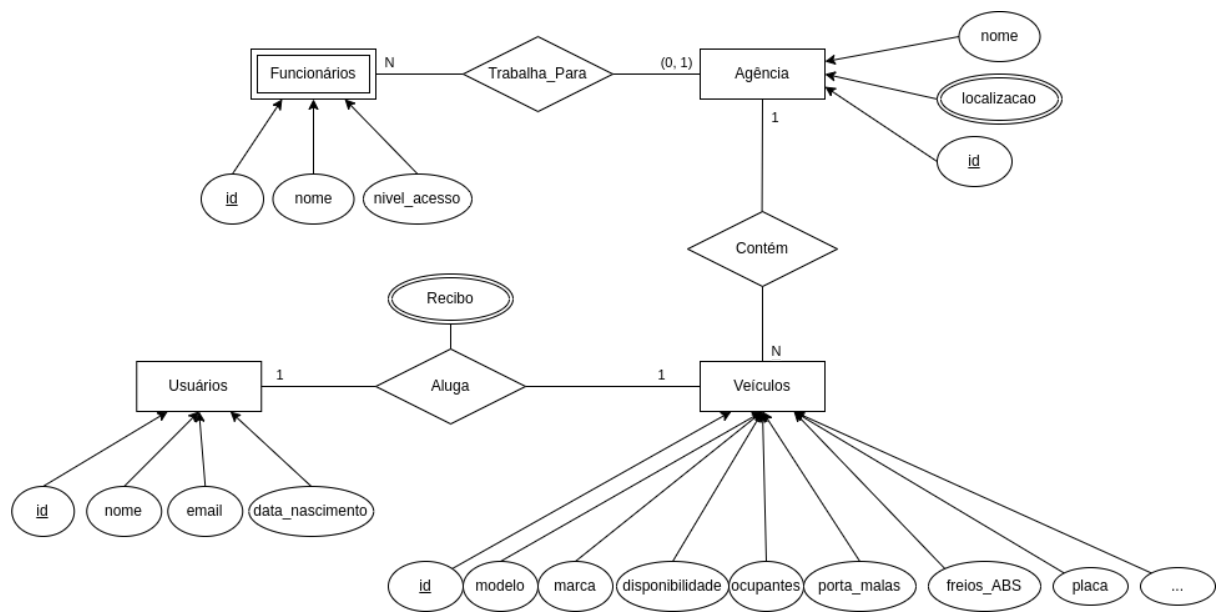 nome
Funcionários
N
Trabalha_Para
(0, 1)
Agência
localizacao
1
id
id
nome
nivel_acesso
Contém
Recibo
N
Usuários
1
Aluga
1
Veículos
id
nome
email
data_nascimento
id
modelo
marca
disponibilidade
ocupantes
porta_malas
freios_ABS
placa
...